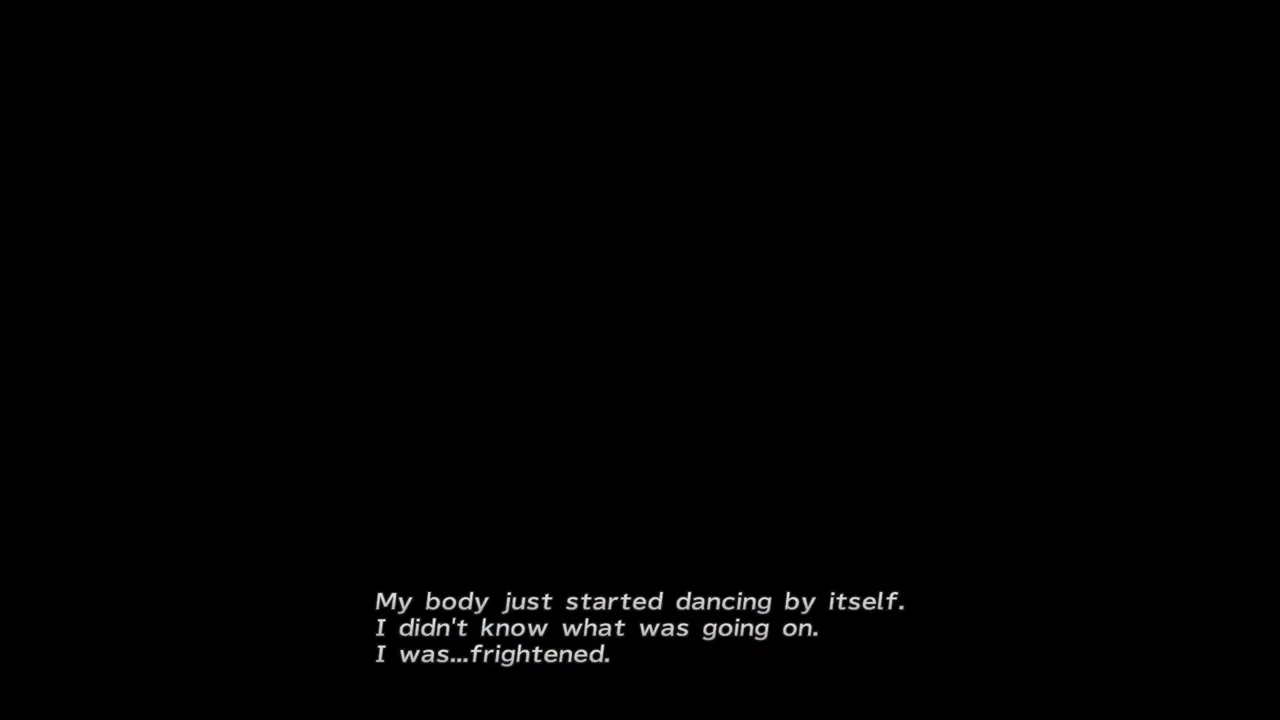 My body just started dancing by itself.
I didn't know what was going on.
I was...frightened.